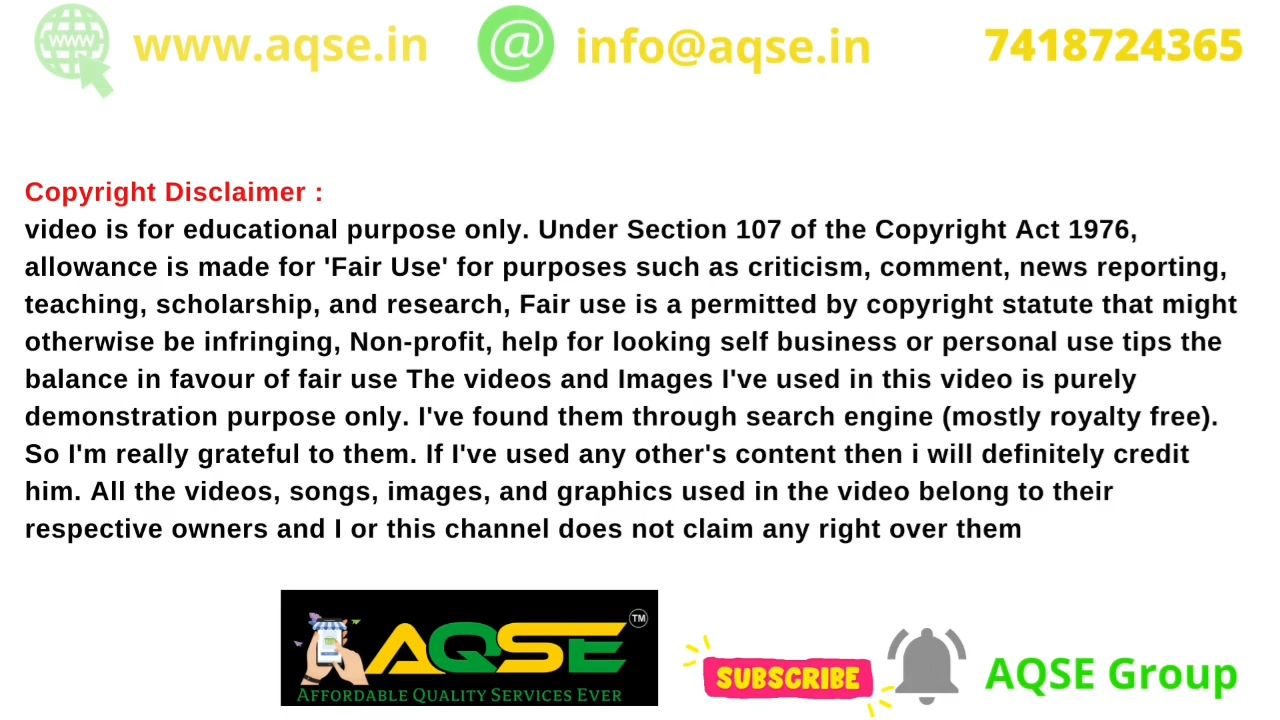 www.aqse.in info@aqse.in 7418724365
Copyright Disclaimer :
video is for educational purpose only. Under Section 107 of the Copyright Act 1976,
allowance is made for 'Fair Use' for purposes such as criticism, comment, news reporting,
teaching, scholarship, and research, Fair use is a permitted by copyright statute that might
otherwise be infringing, Non-profit, help for looking self business or personal use tips the
balance in favour of fair use The videos and Images I've used in this video is purely
demonstration purpose only. I've found them through search engine (mostly royalty free).
So I'm really grateful to them. If I've used any other's content then i will definitely credit
him. All the videos, songs, images, and graphics used in the video belong to their
respective owners and I or this channel does not claim any right over them
WWW
@
AQSE TM
AFFORDABLE QUALITY SERVICES EVER
SUBSCRIBE
AQSE Group